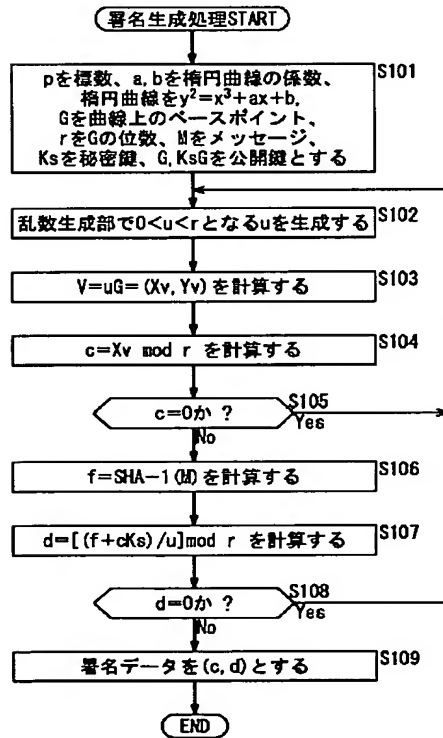 署名生成処理START
pを標数、a,bを楕円曲線の係数、
楕円曲線をy²=x³+ax+b,
Gを曲線上のベースポイント、
rをGの位数、Mをメッセージ、
Ksを秘密鍵、G,KsGを公開鍵とする
S101
乱数生成部で0<u<rとなるuを生成する
S102
V=uG=(Xv,Yv)を計算する
S103
c=Xv mod r を計算する
S104
c=0か ?
S105
Yes
No
f=SHA-1(M)を計算する
S106
d=[(f+cKs)/u]mod r を計算する
S107
d=0か ?
S108
Yes
No
署名データを(c,d)とする
S109
END